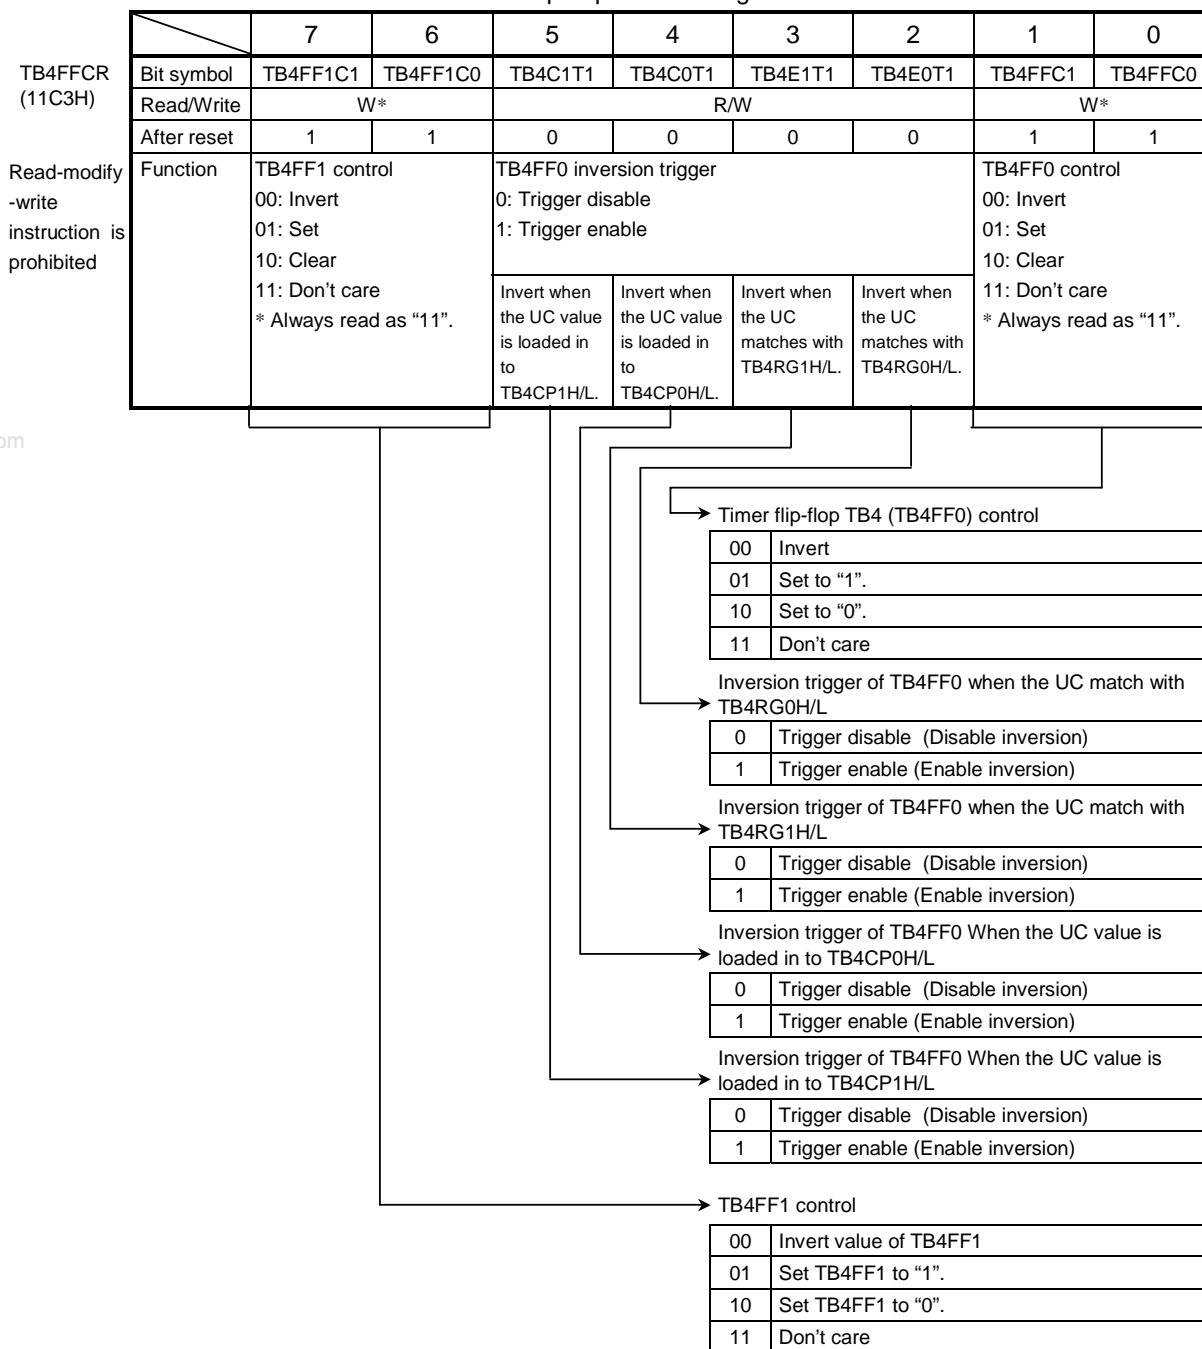 7 6 5 4 3 2 1 0
TB4FFCR
(11C3H)
Bit symbol TB4FF1C1 TB4FF1C0 TB4C1T1 TB4C0T1 TB4E1T1 TB4E0T1 TB4FFC1 TB4FFC0
Read/Write W* R/W W*
After reset 1 1 0 0 0 0 1 1
Read-modify
-write
instruction is
prohibited
Function
TB4FF1 control
00: Invert
01: Set
10: Clear
11: Don't care
* Always read as “11”.
TB4FF0 inversion trigger
0: Trigger disable
1: Trigger enable
Invert when
the UC value
is loaded in
to
TB4CP1H/L.
Invert when
the UC value
is loaded in
to
TB4CP0H/L.
Invert when
the UC
matches with
TB4RG1H/L.
Invert when
the UC
matches with
TB4RG0H/L.
TB4FF0 control
00: Invert
01: Set
10: Clear
11: Don't care
* Always read as “11”.
om
Timer flip-flop TB4 (TB4FF0) control
00 Invert
01 Set to “1”.
10 Set to “0”.
11 Don't care
Inversion trigger of TB4FF0 when the UC match with
TB4RG0H/L
0 Trigger disable (Disable inversion)
1 Trigger enable (Enable inversion)
Inversion trigger of TB4FF0 when the UC match with
TB4RG1H/L
0 Trigger disable (Disable inversion)
1 Trigger enable (Enable inversion)
Inversion trigger of TB4FF0 When the UC value is
loaded in to TB4CP0H/L
0 Trigger disable (Disable inversion)
1 Trigger enable (Enable inversion)
Inversion trigger of TB4FF0 When the UC value is
loaded in to TB4CP1H/L
0 Trigger disable (Disable inversion)
1 Trigger enable (Enable inversion)
TB4FF1 control
00 Invert value of TB4FF1
01 Set TB4FF1 to “1”.
10 Set TB4FF1 to “0”.
11 Don't care